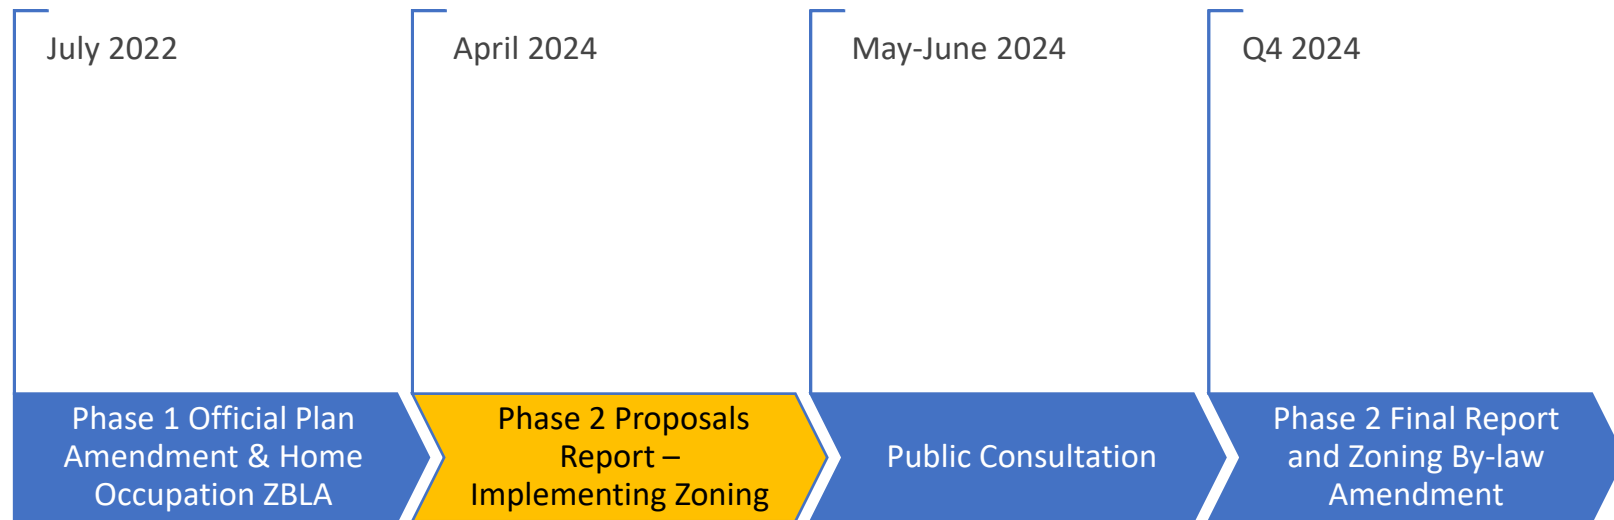 July 2022
April 2024
May-June 2024
Q4 2024
Phase 1 Official Plan
Amendment & Home
Occupation ZBLA
Phase 2 Proposals
Report –
Implementing Zoning
Public Consultation
Phase 2 Final Report
and Zoning By-law
Amendment